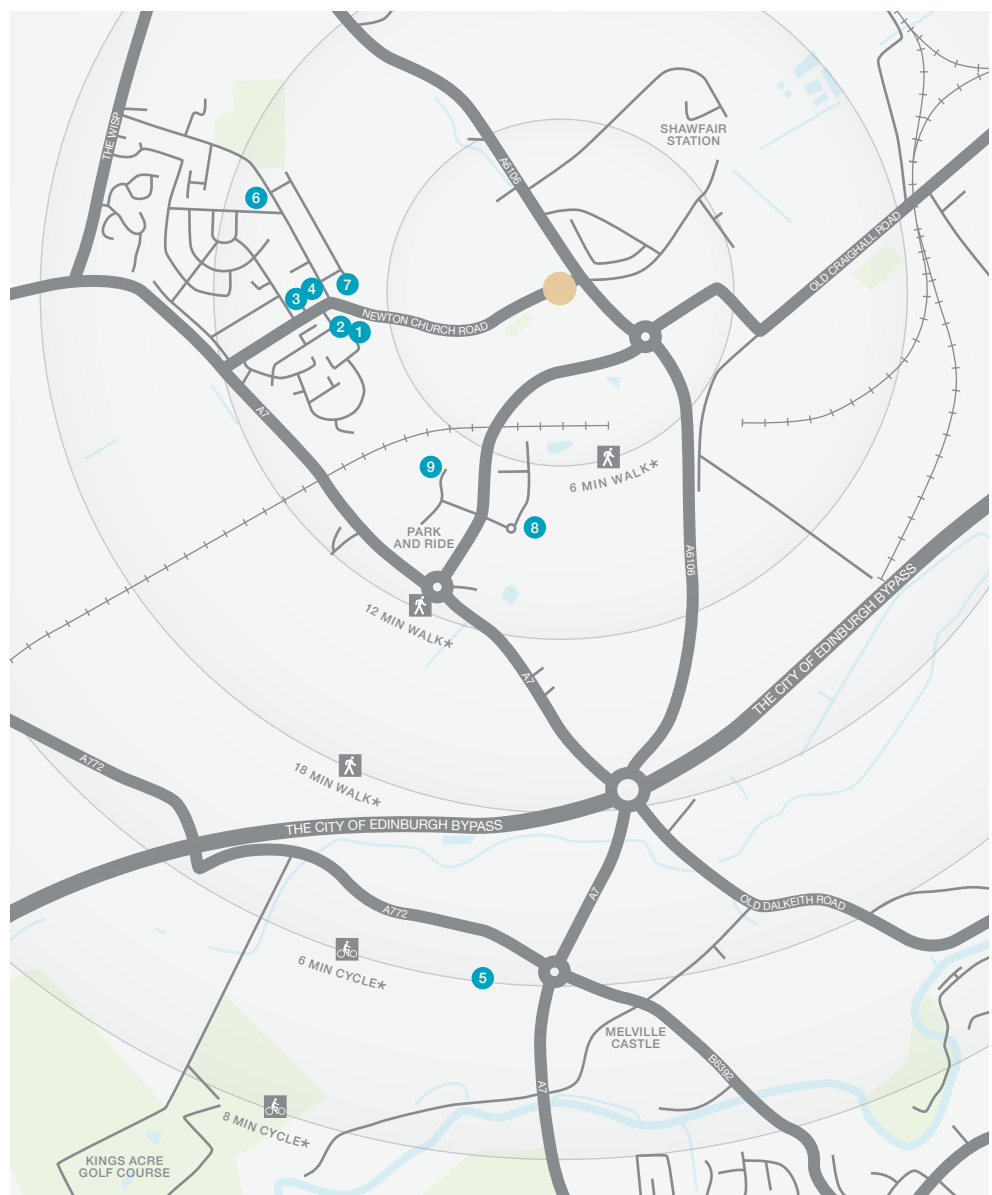 THE WISP
A6106
SHAWFAIR
STATION
OLD CRAIGHALL ROAD
6
7
4
3
NEWTON CHURCH ROAD
2
1
A7
6 MIN WALK*
9
PARK
AND RIDE
8
A6106
12 MIN WALK*
THE CITY OF EDINBURGH BYPASS
A7
A772
18 MIN WALK*
THE CITY OF EDINBURGH BYPASS
A7
OLD DALKEITH ROAD
A772
6 MIN CYCLE*
5
MELVILLE
CASTLE
B6392
A7
8 MIN CYCLE*
KINGS ACRE
GOLF COURSE